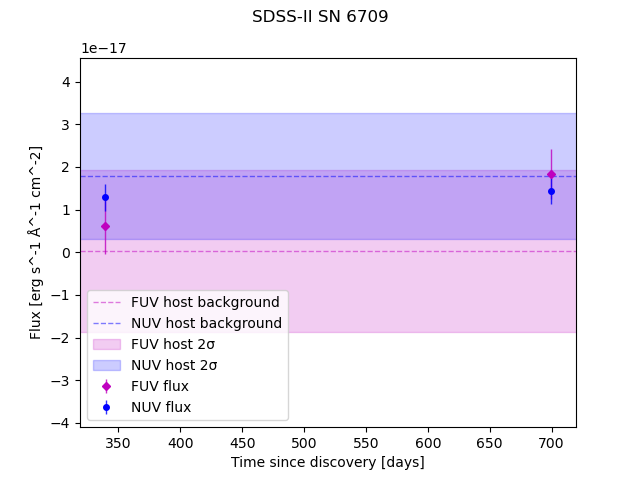 SDSS-II SN 6709
1e−17
4
3
2
1
0
−1
−2
−3
−4
Flux [erg s^-1 Å^-1 cm^-2]
FUV host background
NUV host background
FUV host 2σ
NUV host 2σ
FUV flux
NUV flux
350 400 450 500 550 600 650 700
Time since discovery [days]